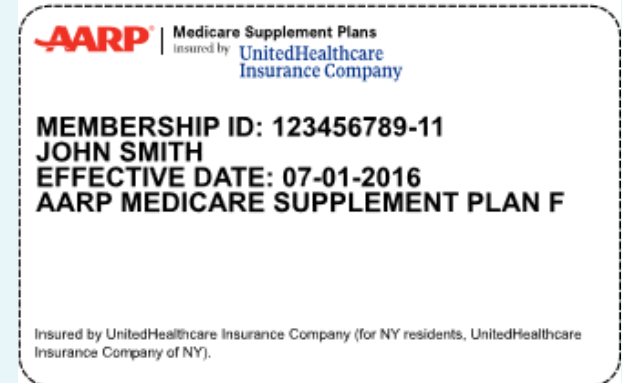 AARP
Medicare Supplement Plans
insured by UnitedHealthcare
Insurance Company
MEMBERSHIP ID: 123456789-11
JOHN SMITH
EFFECTIVE DATE: 07-01-2016
AARP MEDICARE SUPPLEMENT PLAN F
Insured by UnitedHealthcare Insurance Company (for NY residents, UnitedHealthcare
Insurance Company of NY).